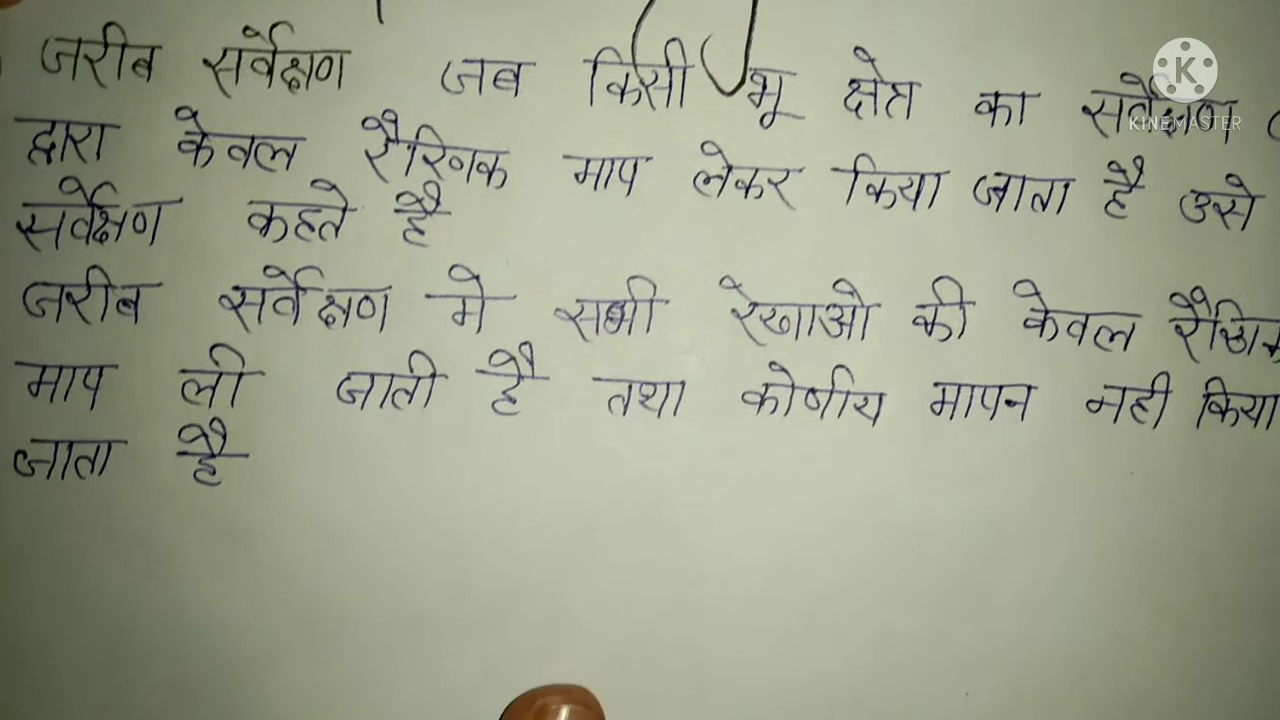 जरीब सर्वेक्षण जब किसी भू क्षेत्र का सर्वेक्षण
द्वारा केवल रैखिक माप लेकर किया जाता है उसे
सर्वेक्षण कहते है
जरीब सर्वेक्षण मे सभी रेखाओ की केवल रैखिक
माप ली जाती है तथा कोणीय मापन नही किया
जाता है
K
KINEMASTER